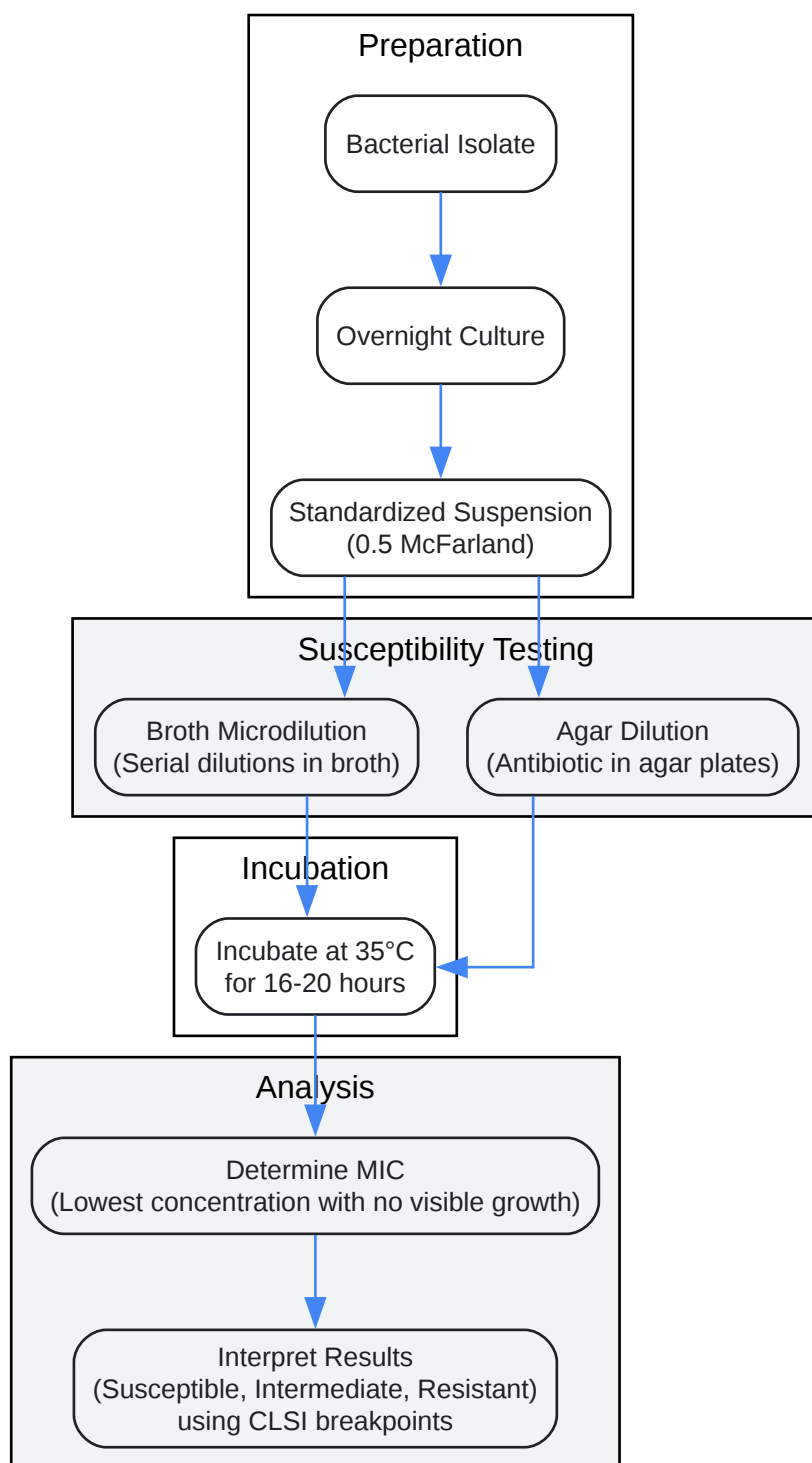 Preparation
Bacterial Isolate
Overnight Culture
Standardized Suspension
(0.5 McFarland)
Susceptibility Testing
Broth Microdilution
(Serial dilutions in broth)
Agar Dilution
(Antibiotic in agar plates)
Incubation
Incubate at 35°C
for 16-20 hours
Analysis
Determine MIC
(Lowest concentration with no visible growth)
Interpret Results
(Susceptible, Intermediate, Resistant)
using CLSI breakpoints